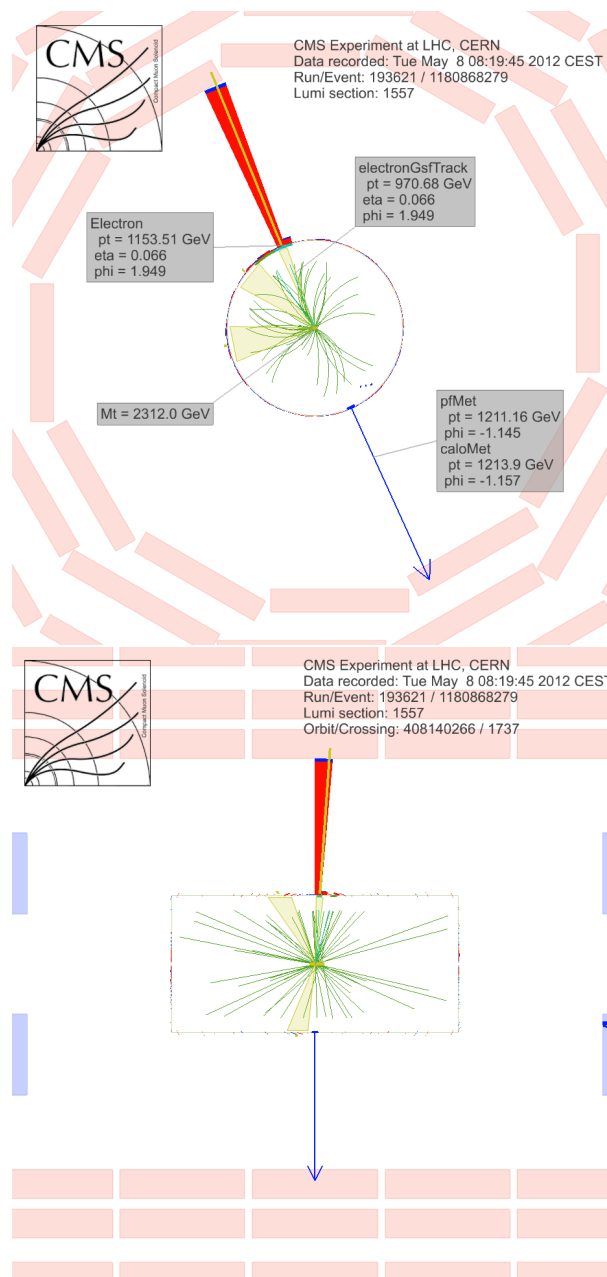 CMS
Compact Muon Solenoid
CMS Experiment at LHC, CERN
Data recorded: Tue May 8 08:19:45 2012 CEST
Run/Event: 193621 / 1180868279
Lumi section: 1557
electronGsfTrack
pt = 970.68 GeV
eta = 0.066
phi = 1.949
Electron
pt = 1153.51 GeV
eta = 0.066
phi = 1.949
Mt = 2312.0 GeV
pfMet
pt = 1211.16 GeV
phi = -1.145
caloMet
pt = 1213.9 GeV
phi = -1.157
CMS
Compact Muon Solenoid
CMS Experiment at LHC, CERN
Data recorded: Tue May 8 08:19:45 2012 CEST
Run/Event: 193621 / 1180868279
Lumi section: 1557
Orbit/Crossing: 408140266 / 1737